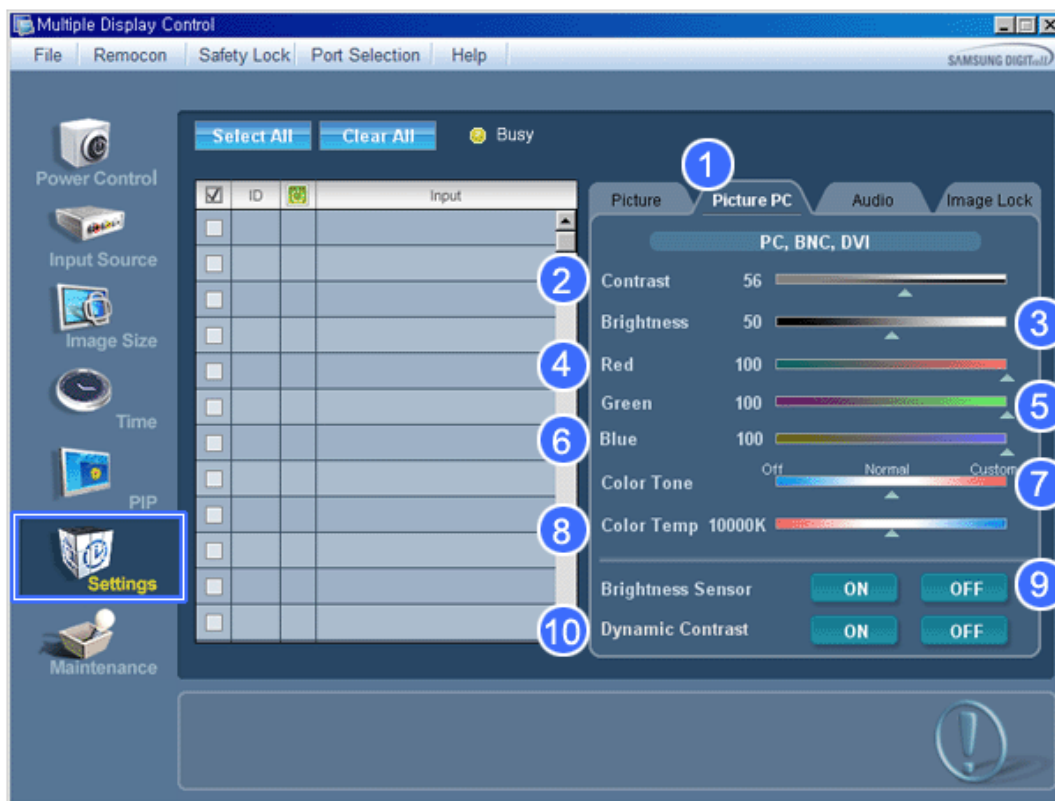 Multiple Display Control
File Remocon Safety Lock Port Selection Help
SAMSUNG DIGITall
Select All Clear All Busy
1
Power Control
ID Input
Picture Picture PC Audio Image Lock
PC, BNC, DVI
Input Source
2 Contrast 56
Brightness 50 3
Image Size
4 Red 100
Green 100 5
Time
6 Blue 100
Off Normal Custom
Color Tone 7
PIP
8 Color Temp 10000K
Settings
Brightness Sensor ON OFF 9
10 Dynamic Contrast ON OFF
Maintenance